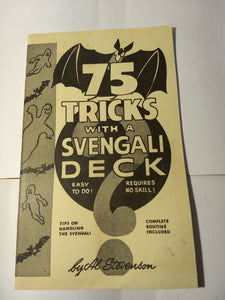 75
TRICKS
WITH A
SVENGALI
DECK
EASY
TO DO!
REQUIRES
NO SKILL!
TIPS ON
HANDLING
THE SVENGALI
COMPLETE
ROUTINE
INCLUDED
by Al Stevenson